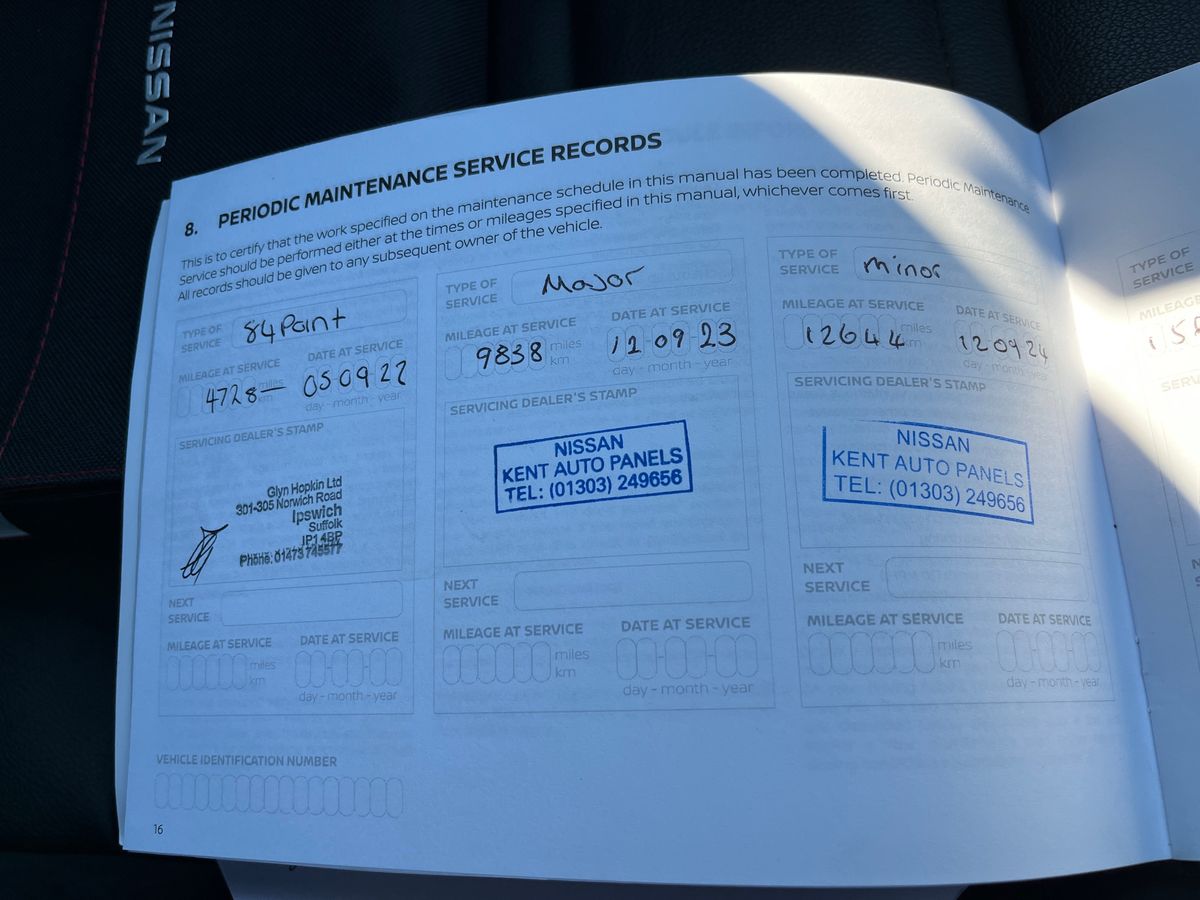 NISSAN
8. PERIODIC MAINTENANCE SERVICE RECORDS
This is to certify that the work specified on the maintenance schedule in this manual has been completed. Periodic Maintenance
Service should be performed either at the times or mileages specified in this manual, whichever comes first.
All records should be given to any subsequent owner of the vehicle.
TYPE OF
SERVICE
84 Point
MILEAGE AT SERVICE
DATE AT SERVICE
4728 miles
km
05 09 22
day - month - year
SERVICING DEALER'S STAMP
Glyn Hopkin Ltd
301-305 Norwich Road
Ipswich
Suffolk
IP1 4BP
Phone: 01473 745577
NEXT
SERVICE
MILEAGE AT SERVICE
DATE AT SERVICE
miles
km
day - month - year
TYPE OF
SERVICE
Major
MILEAGE AT SERVICE
DATE AT SERVICE
9838 miles
km
12-09-23
day - month - year
SERVICING DEALER'S STAMP
NISSAN
KENT AUTO PANELS
TEL: (01303) 249656
NEXT
SERVICE
MILEAGE AT SERVICE
DATE AT SERVICE
miles
km
day - month - year
TYPE OF
SERVICE
Minor
MILEAGE AT SERVICE
DATE AT SERVICE
12644 miles
km
12 09 24
day - month - year
SERVICING DEALER'S STAMP
NISSAN
KENT AUTO PANELS
TEL: (01303) 249656
NEXT
SERVICE
MILEAGE AT SERVICE
DATE AT SERVICE
miles
km
day - month - year
VEHICLE IDENTIFICATION NUMBER
16
TYPE OF
SERVICE
MILEAGE